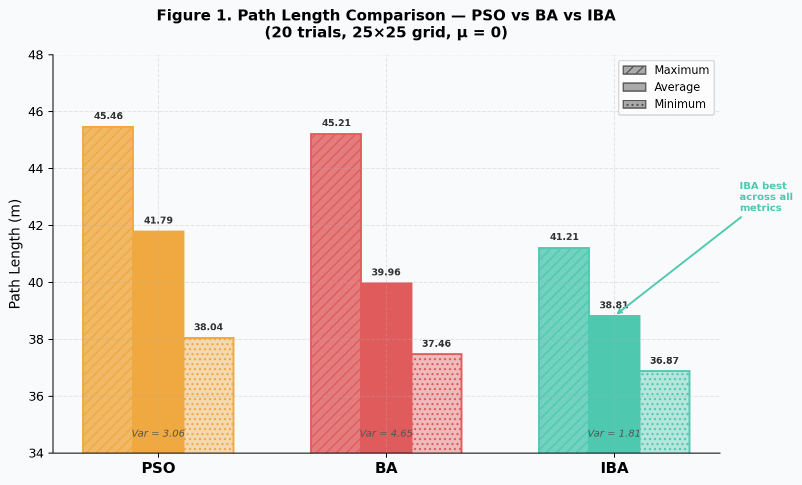 Figure 1. Path Length Comparison — PSO vs BA vs IBA
(20 trials, 25×25 grid, μ = 0)
Path Length (m)
48
46
44
42
40
38
36
34
Maximum
Average
Minimum
45.46
41.79
38.04
45.21
39.96
37.46
41.21
38.81
36.87
IBA best
across all
metrics
Var = 3.06
Var = 4.65
Var = 1.81
PSO
BA
IBA